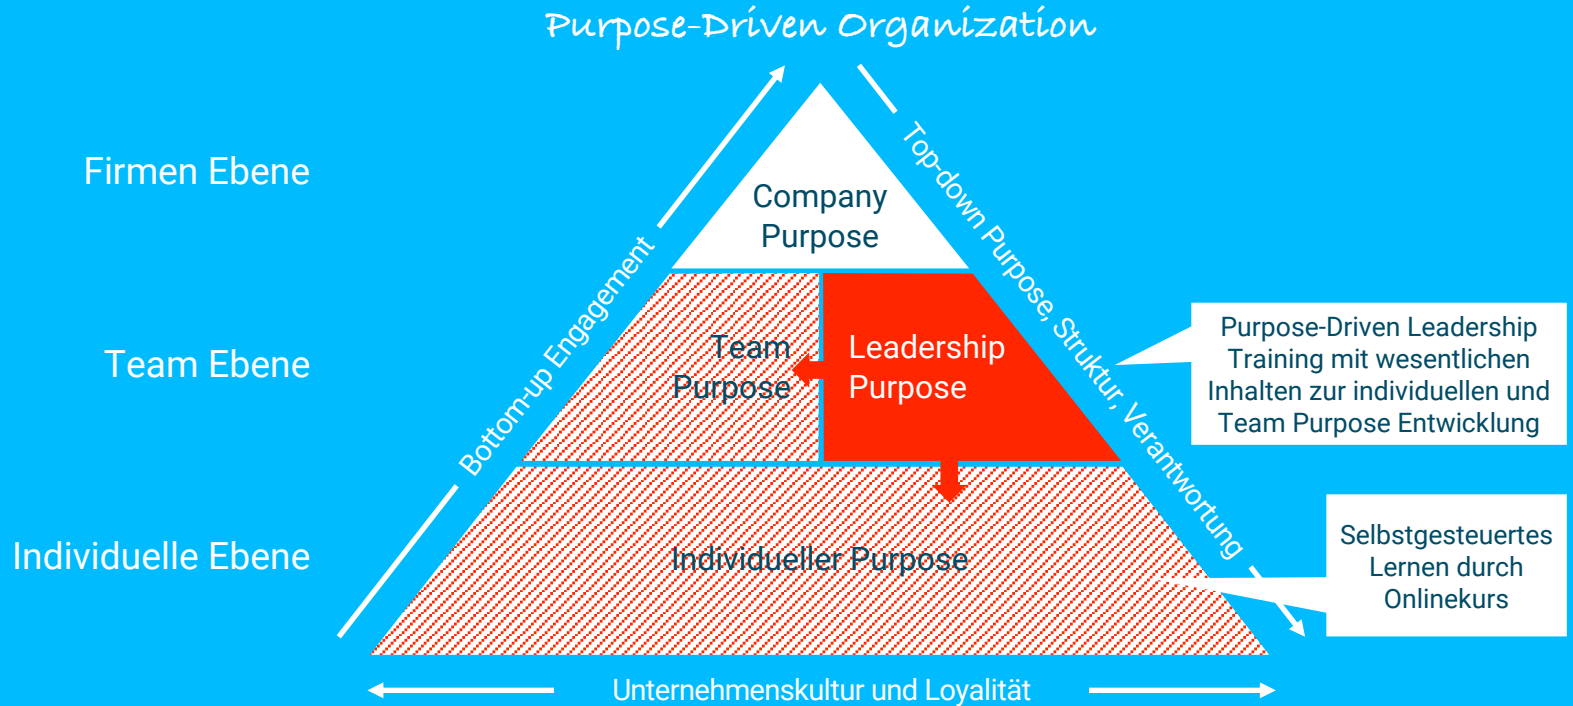 Purpose-Driven Organization
Firmen Ebene
Company
Purpose
Top-down Purpose, Struktur, Verantwortung
Bottom-up Engagement
Team Ebene
Team
Purpose
Leadership
Purpose
Purpose-Driven Leadership
Training mit wesentlichen
Inhalten zur individuellen und
Team Purpose Entwicklung
Individuelle Ebene
Individueller Purpose
Selbstgesteuertes
Lernen durch
Onlinekurs
Unternehmenskultur und Loyalität